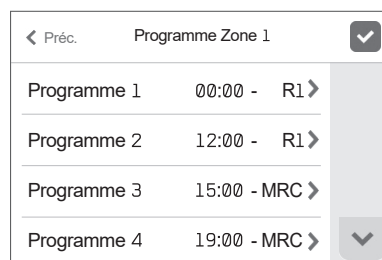 Préc. Programme Zone 1
Programme 1 00:00 - R1
Programme 2 12:00 - R1
Programme 3 15:00 - MRC
Programme 4 19:00 - MRC